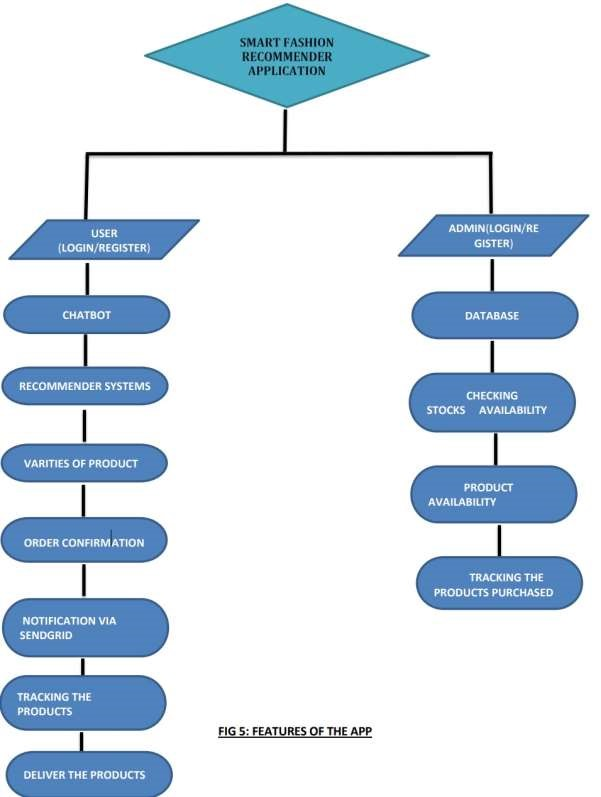 SMART FASHION
RECOMMENDER
APPLICATION
USER
(LOGIN/REGISTER)
CHATBOT
RECOMMENDER SYSTEMS
VARITIES OF PRODUCT
ORDER CONFIRMATION
NOTIFICATION VIA
SENDGRID
TRACKING THE
PRODUCTS
DELIVER THE PRODUCTS
ADMIN(LOGIN/RE
GISTER)
DATABASE
CHECKING
STOCKS AVAILABILITY
PRODUCT
AVAILABILITY
TRACKING THE
PRODUCTS PURCHASED
FIG 5: FEATURES OF THE APP